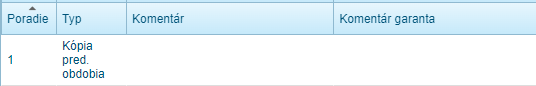 Poradie Typ Komentár Komentár garanta
1 Kópia
pred.
obdobia